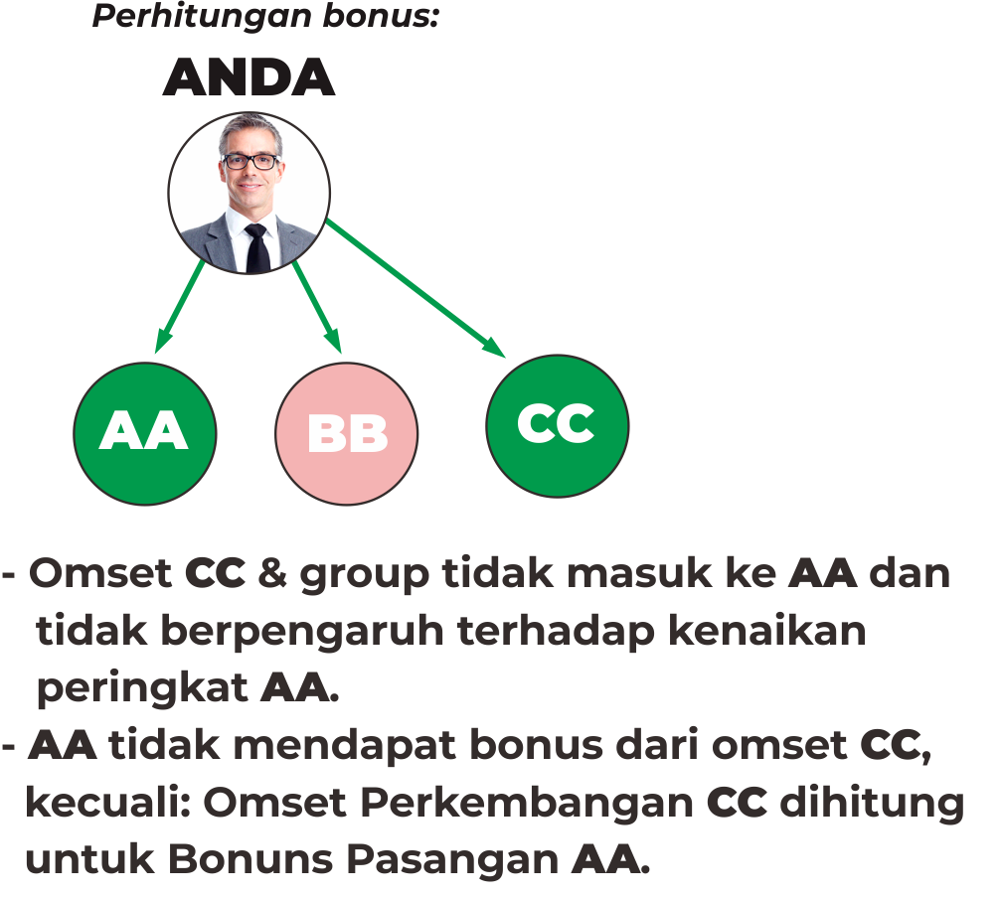 Perhitungan bonus:
ANDA
AA
BB
CC
- Omset CC & group tidak masuk ke AA dan
tidak berpengaruh terhadap kenaikan
peringkat AA.
- AA tidak mendapat bonus dari omset CC,
kecuali: Omset Perkembangan CC dihitung
untuk Bonuns Pasangan AA.